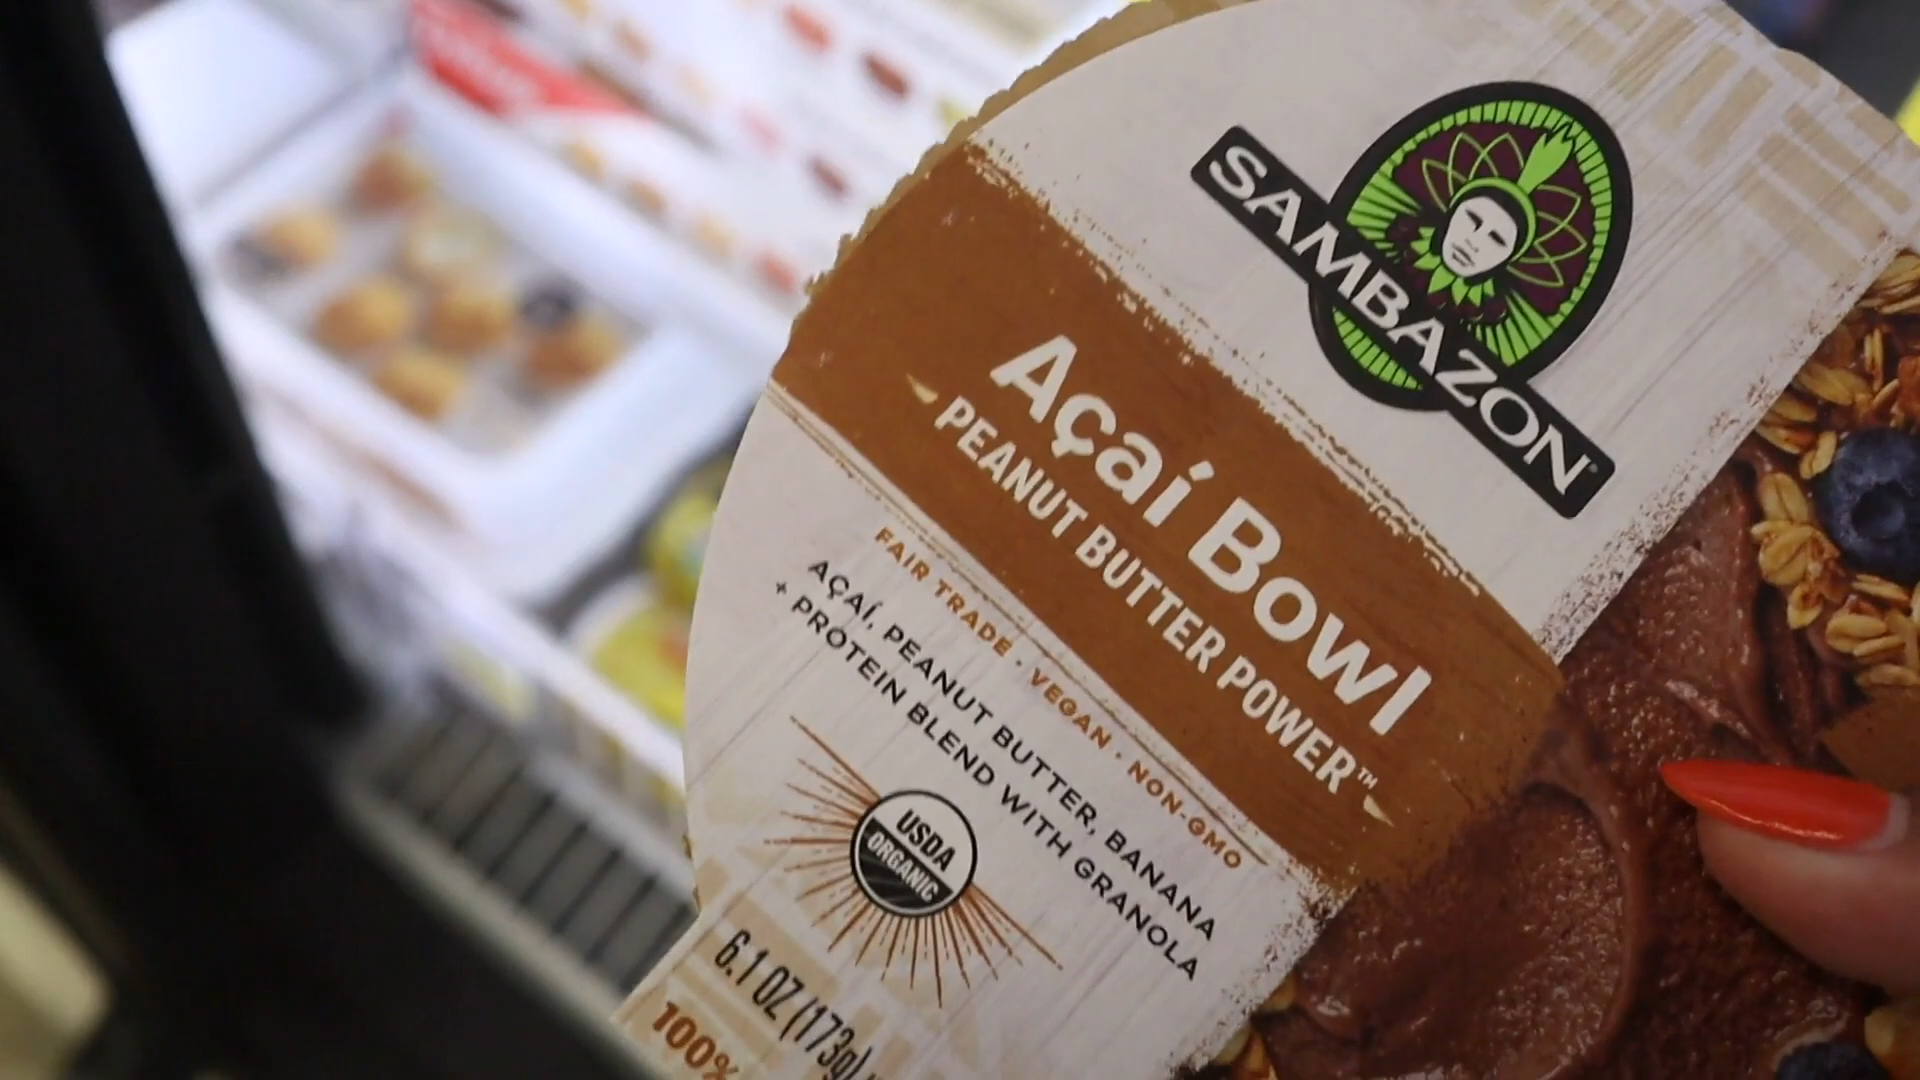 SAMBAZON
Açaí Bowl
PEANUT BUTTER POWER™
FAIR TRADE · VEGAN · NON-GMO
AÇAÍ, PEANUT BUTTER, BANANA
+ PROTEIN BLEND WITH GRANOLA
USDA
ORGANIC
6.1 OZ (173g)
100%